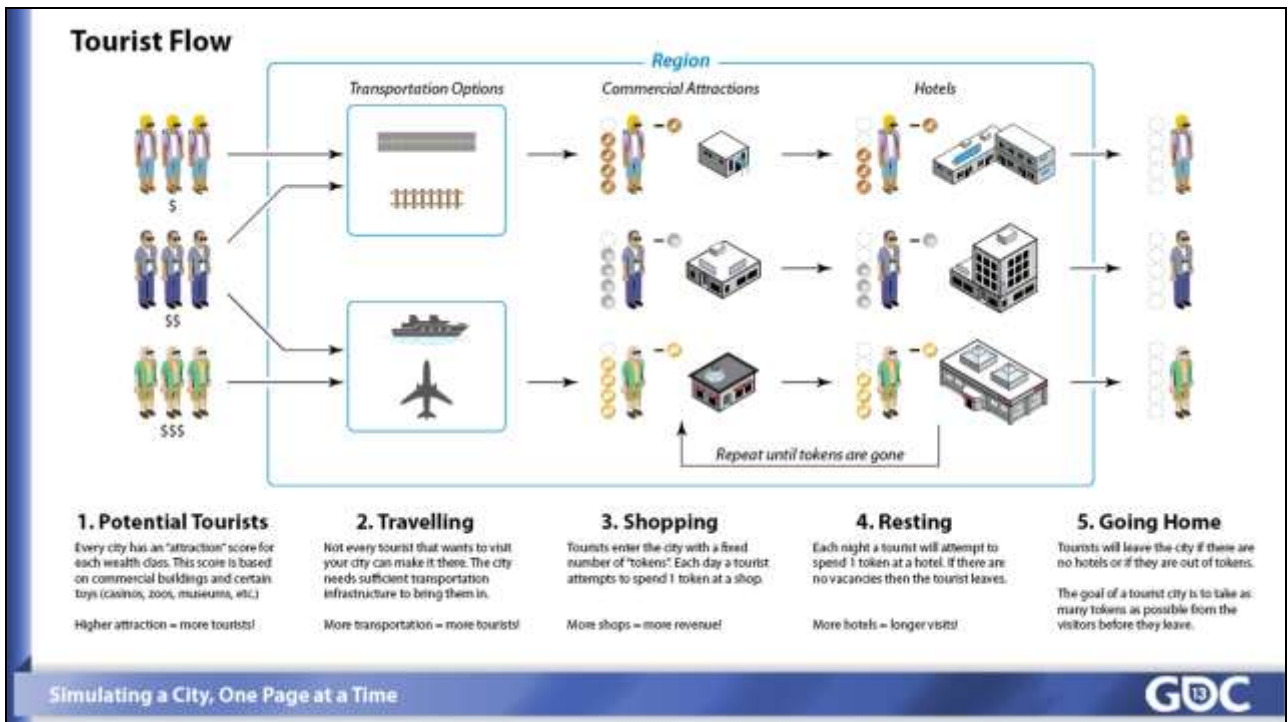 Tourist Flow
Region
Transportation Options
Commercial Attractions
Hotels
$
$$
$$$
Repeat until tokens are gone
1. Potential Tourists
Every city has an "attraction" score for
each wealth class. This score is based
on commercial buildings and certain
toys (casinos, zoos, museums, etc.)
Higher attraction = more tourists!
2. Travelling
Not every tourist that wants to visit
your city can make it there. The city
needs sufficient transportation
infrastructure to bring them in.
More transportation = more tourists!
3. Shopping
Tourists enter the city with a fixed
number of "tokens". Each day a tourist
attempts to spend 1 token at a shop.
More shops = more revenue!
4. Resting
Each night a tourist will attempt to
spend 1 token at a hotel. If there are
no vacancies then the tourist leaves.
More hotels = longer visits!
5. Going Home
Tourists will leave the city if there are
no hotels or if they are out of tokens.
The goal of a tourist city is to take as
many tokens as possible from the
visitors before they leave.
Simulating a City, One Page at a Time
GDC
13